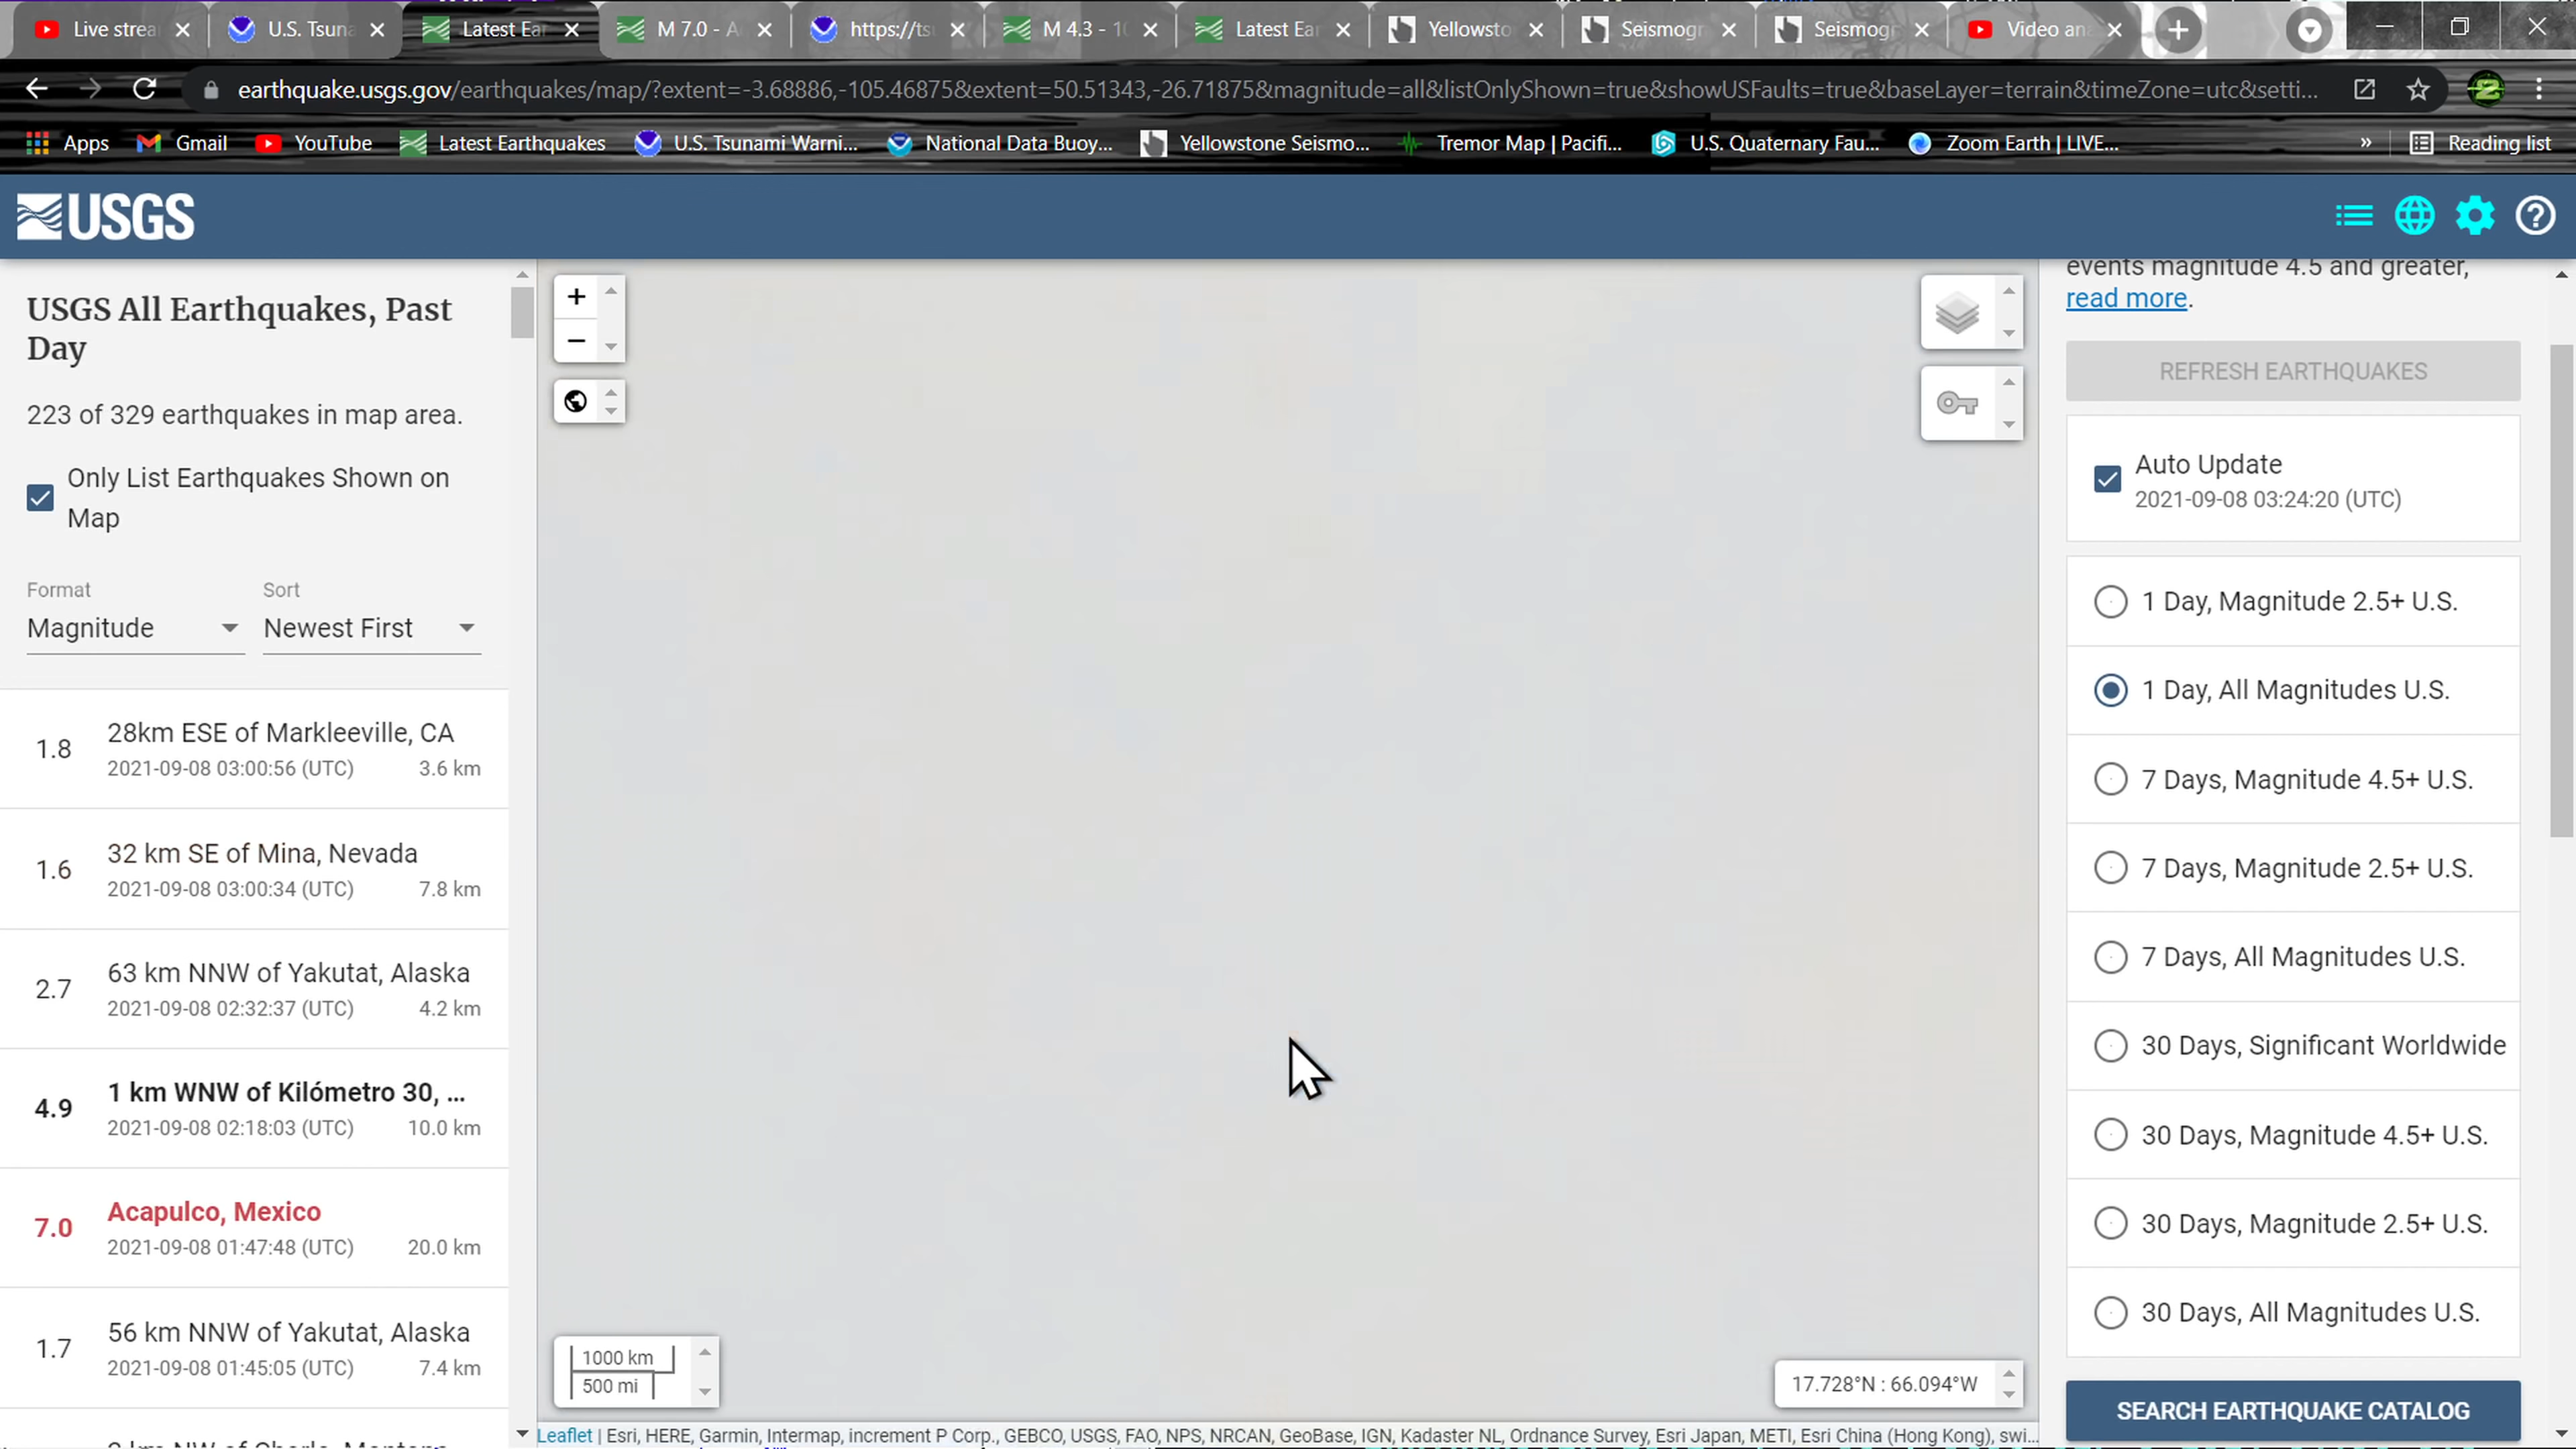 Live strea
U.S. Tsuna
Latest Ear
M 7.0 - A
https://ts
M 4.3 - 10
Latest Ear
Yellowsto
Seismogr
Seismogr
Video ana
earthquake.usgs.gov/earthquakes/map/?extent=-3.68886,-105.46875&extent=50.51343,-26.71875&magnitude=all&listOnlyShown=true&showUSFaults=true&baseLayer=terrain&timeZone=utc&setti...
Apps
Gmail
YouTube
Latest Earthquakes
U.S. Tsunami Warni...
National Data Buoy...
Yellowstone Seismo...
Tremor Map | Pacifi...
U.S. Quaternary Fau...
Zoom Earth | LIVE...
»
Reading list
USGS
USGS All Earthquakes, Past
Day
223 of 329 earthquakes in map area.
Only List Earthquakes Shown on
Map
Format
Sort
Magnitude
Newest First
1.8
28km ESE of Markleeville, CA
2021-09-08 03:00:56 (UTC) 3.6 km
1.6
32 km SE of Mina, Nevada
2021-09-08 03:00:34 (UTC) 7.8 km
2.7
63 km NNW of Yakutat, Alaska
2021-09-08 02:32:37 (UTC) 4.2 km
4.9
1 km WNW of Kilómetro 30, ...
2021-09-08 02:18:03 (UTC) 10.0 km
7.0
Acapulco, Mexico
2021-09-08 01:47:48 (UTC) 20.0 km
1.7
56 km NNW of Yakutat, Alaska
2021-09-08 01:45:05 (UTC) 7.4 km
+
−
1000 km
500 mi
17.728°N : 66.094°W
Leaflet | Esri, HERE, Garmin, Intermap, increment P Corp., GEBCO, USGS, FAO, NPS, NRCAN, GeoBase, IGN, Kadaster NL, Ordnance Survey, Esri Japan, METI, Esri China (Hong Kong), swi...
events magnitude 4.5 and greater,
read more.
REFRESH EARTHQUAKES
Auto Update
2021-09-08 03:24:20 (UTC)
1 Day, Magnitude 2.5+ U.S.
1 Day, All Magnitudes U.S.
7 Days, Magnitude 4.5+ U.S.
7 Days, Magnitude 2.5+ U.S.
7 Days, All Magnitudes U.S.
30 Days, Significant Worldwide
30 Days, Magnitude 4.5+ U.S.
30 Days, Magnitude 2.5+ U.S.
30 Days, All Magnitudes U.S.
SEARCH EARTHQUAKE CATALOG